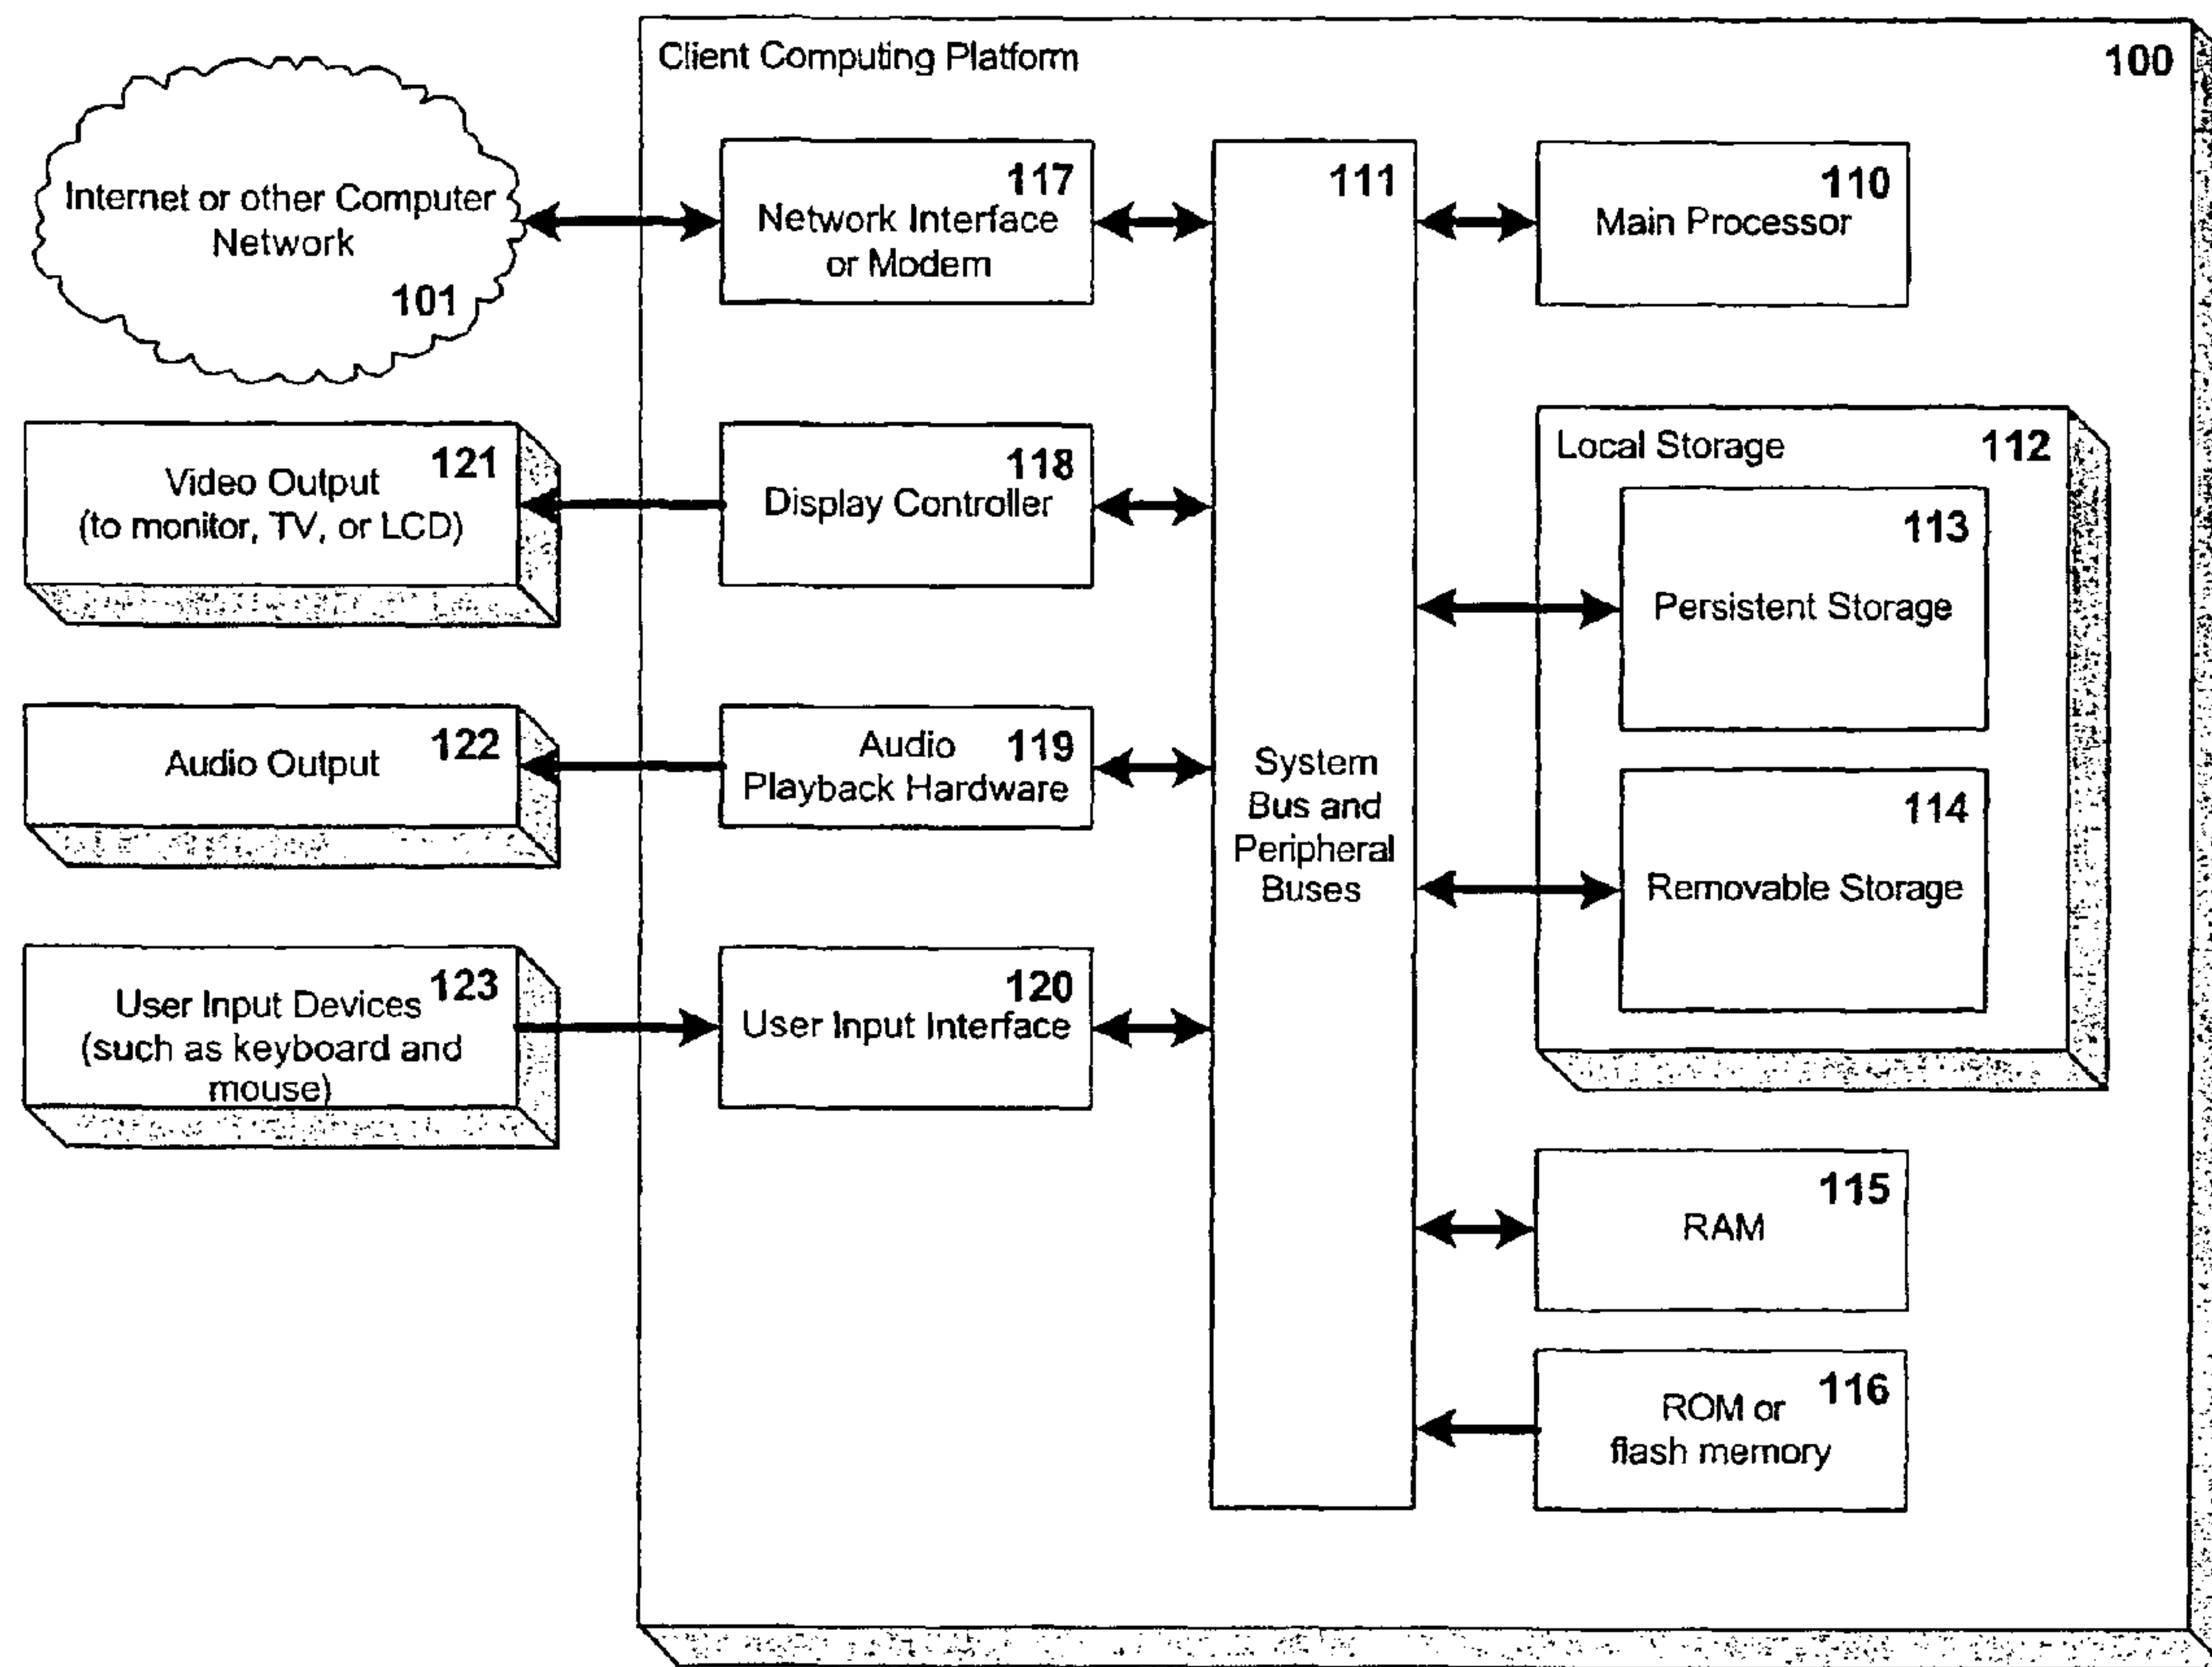 Client Computing Platform
100
Internet or other Computer
Network
101
117
Network Interface
or Modem
111
System
Bus and
Peripheral
Buses
110
Main Processor
121
Video Output
(to monitor, TV, or LCD)
118
Display Controller
Local Storage
112
113
Persistent Storage
114
Removable Storage
122
Audio Output
Audio
119
Playback Hardware
123
User Input Devices
(such as keyboard and
mouse)
120
User Input Interface
115
RAM
116
ROM or
flash memory